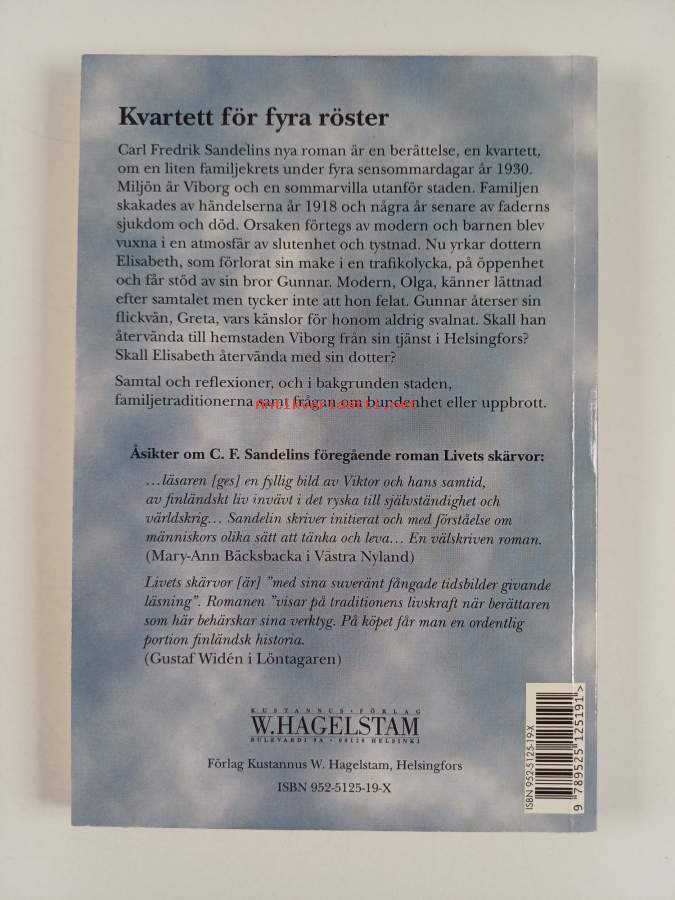 Kvartett för fyra röster
Carl Fredrik Sandelins nya roman är en berättelse, en kvartett,
om en liten familjekrets under fyra sensommardagar år 1930.
Miljön är Viborg och en sommarvilla utanför staden. Familjen
skakades av händelserna år 1918 och några år senare av faderns
sjukdom och död. Orsaken förtegs av modern och barnen blev
vuxna i en atmosfär av slutenhet och tystnad. Nu yrkar dottern
Elisabeth, som förlorat sin make i en trafikolycka, på öppenhet
och får stöd av sin bror Gunnar. Modern, Olga, känner lättnad
efter samtalet men tycker inte att hon felat. Gunnar återser sin
flickvän, Greta, vars känslor för honom aldrig svalnat. Skall han
återvända till hemstaden Viborg från sin tjänst i Helsingfors?
Skall Elisabeth återvända med sin dotter?
Samtal och reflexioner, och i bakgrunden staden,
familjetraditionerna samt frågan om bundenhet eller uppbrott.
Antikvariaatti.net
Åsikter om C. F. Sandelins föregående roman Livets skärvor:
…läsaren [ges] en fyllig bild av Viktor och hans samtid,
av finländskt liv invävt i det ryska till självständighet och
världskrig… Sandelin skriver initierat och med förståelse om
människors olika sätt att tänka och leva… En välskriven roman.
(Mary-Ann Bäcksbacka i Västra Nyland)
Livets skärvor [är] ”med sina suveränt fångade tidsbilder givande
läsning”. Romanen ”visar på traditionens livskraft när berättaren
som här behärskar sina verktyg. På köpet får man en ordentlig
portion finländsk historia.
(Gustaf Widén i Löntagaren)
KUSTANNUS · FÖRLAG
W. HAGELSTAM
BULEVARDI 9A · 00120 HELSINKI
Förlag Kustannus W. Hagelstam, Helsingfors
ISBN 952-5125-19-X
ISBN 952-5125-19-X
9 789525 125191 >